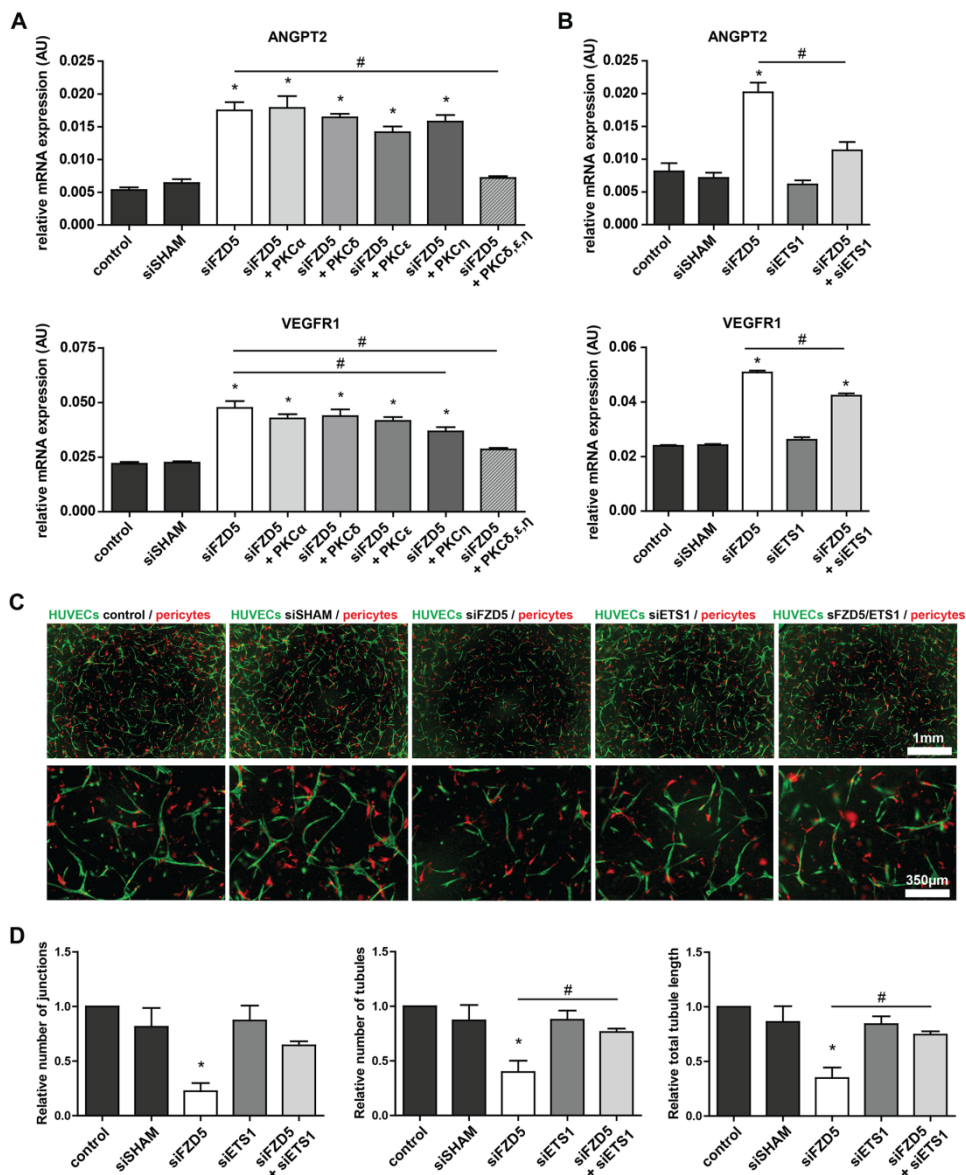 A
ANGPT2
relative mRNA expression (AU)
0.025
0.020
0.015
0.010
0.005
0.000
#
* * * * *
control
siSHAM
siFZD5
siFZD5
+ PKCα
siFZD5
+ PKCδ
siFZD5
+ PKCε
siFZD5
+ PKCη
siFZD5
+ PKCδ,ε,η
B
ANGPT2
relative mRNA expression (AU)
0.025
0.020
0.015
0.010
0.005
0.000
#
*
control
siSHAM
siFZD5
siETS1
siFZD5
+ siETS1
VEGFR1
relative mRNA expression (AU)
0.075
0.050
0.025
0.000
#
#
* * * * *
control
siSHAM
siFZD5
siFZD5
+ PKCα
siFZD5
+ PKCδ
siFZD5
+ PKCε
siFZD5
+ PKCη
siFZD5
+ PKCδ,ε,η
VEGFR1
relative mRNA expression (AU)
0.06
0.04
0.02
0.00
#
* *
control
siSHAM
siFZD5
siETS1
siFZD5
+ siETS1
C
HUVECs control / pericytes
HUVECs siSHAM / pericytes
HUVECs siFZD5 / pericytes
HUVECs siETS1 / pericytes
HUVECs sFZD5/ETS1 / pericytes
1mm
350µm
D
Relative number of junctions
1.5
1.0
0.5
0.0
*
control
siSHAM
siFZD5
siETS1
siFZD5
+ siETS1
Relative number of tubules
1.5
1.0
0.5
0.0
#
*
control
siSHAM
siFZD5
siETS1
siFZD5
+ siETS1
Relative total tubule length
1.5
1.0
0.5
0.0
#
*
control
siSHAM
siFZD5
siETS1
siFZD5
+ siETS1